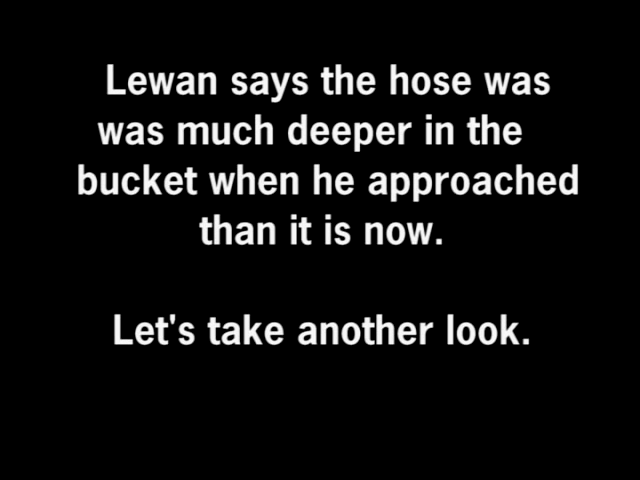 Lewan says the hose was
was much deeper in the
bucket when he approached
than it is now.
Let's take another look.